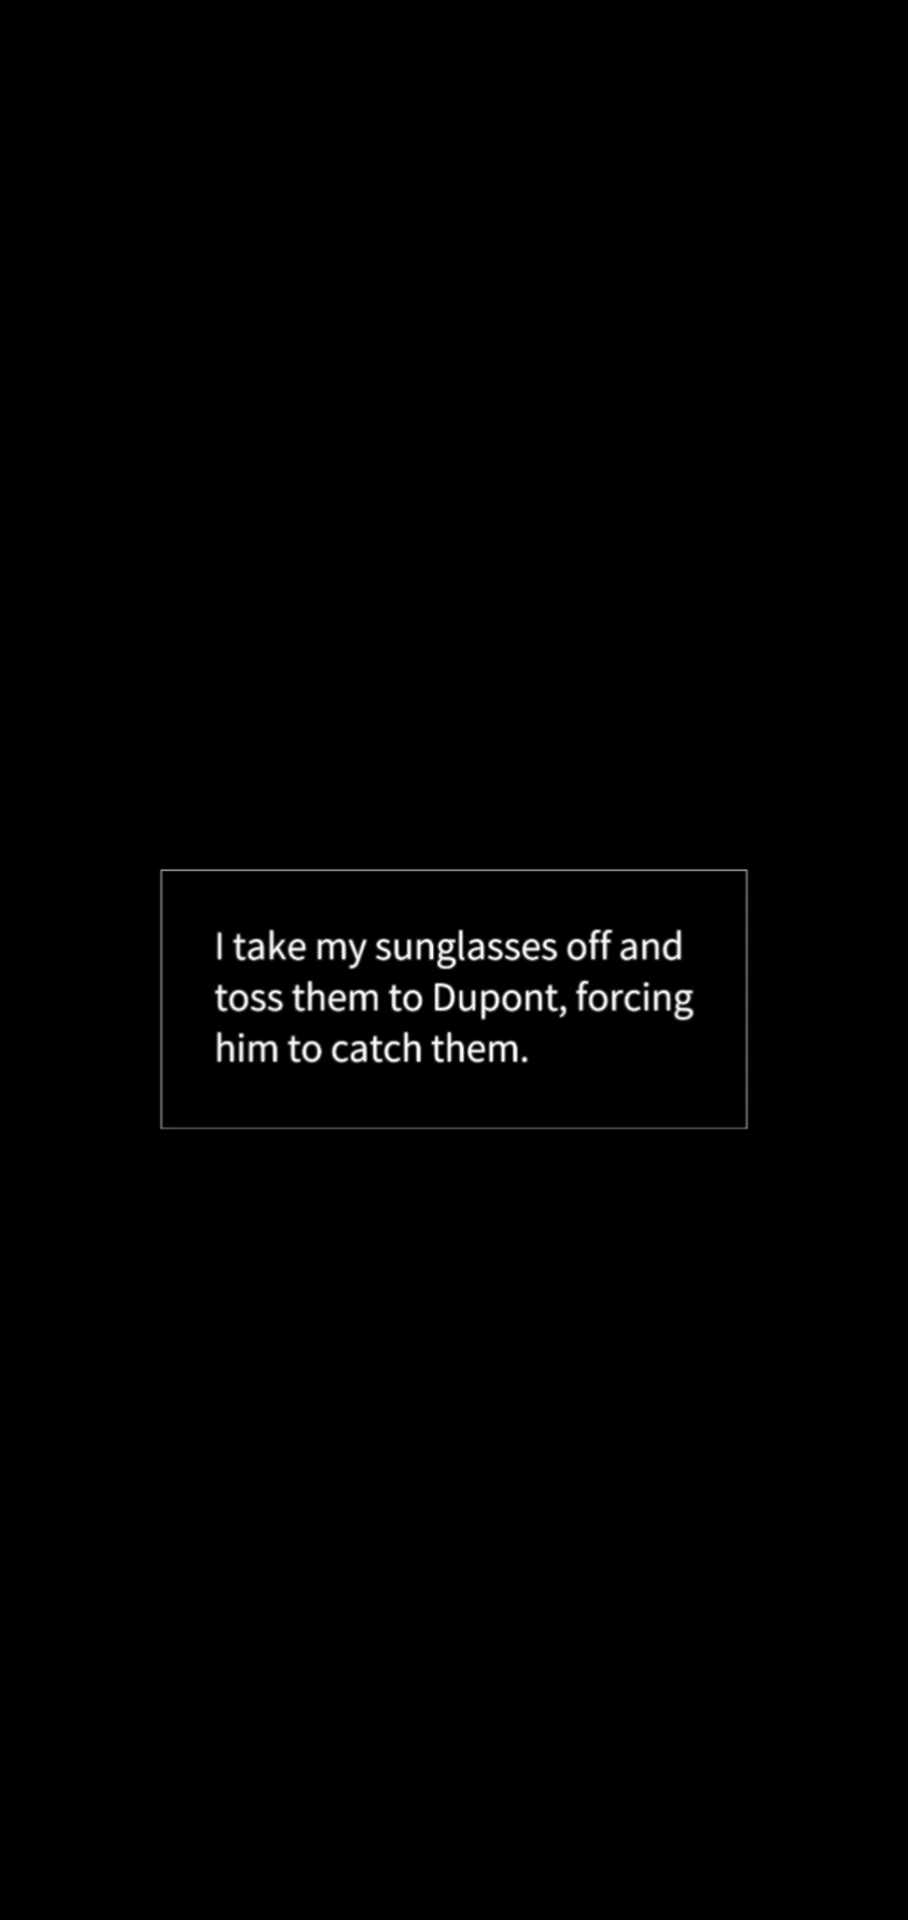 I take my sunglasses off and
toss them to Dupont, forcing
him to catch them.